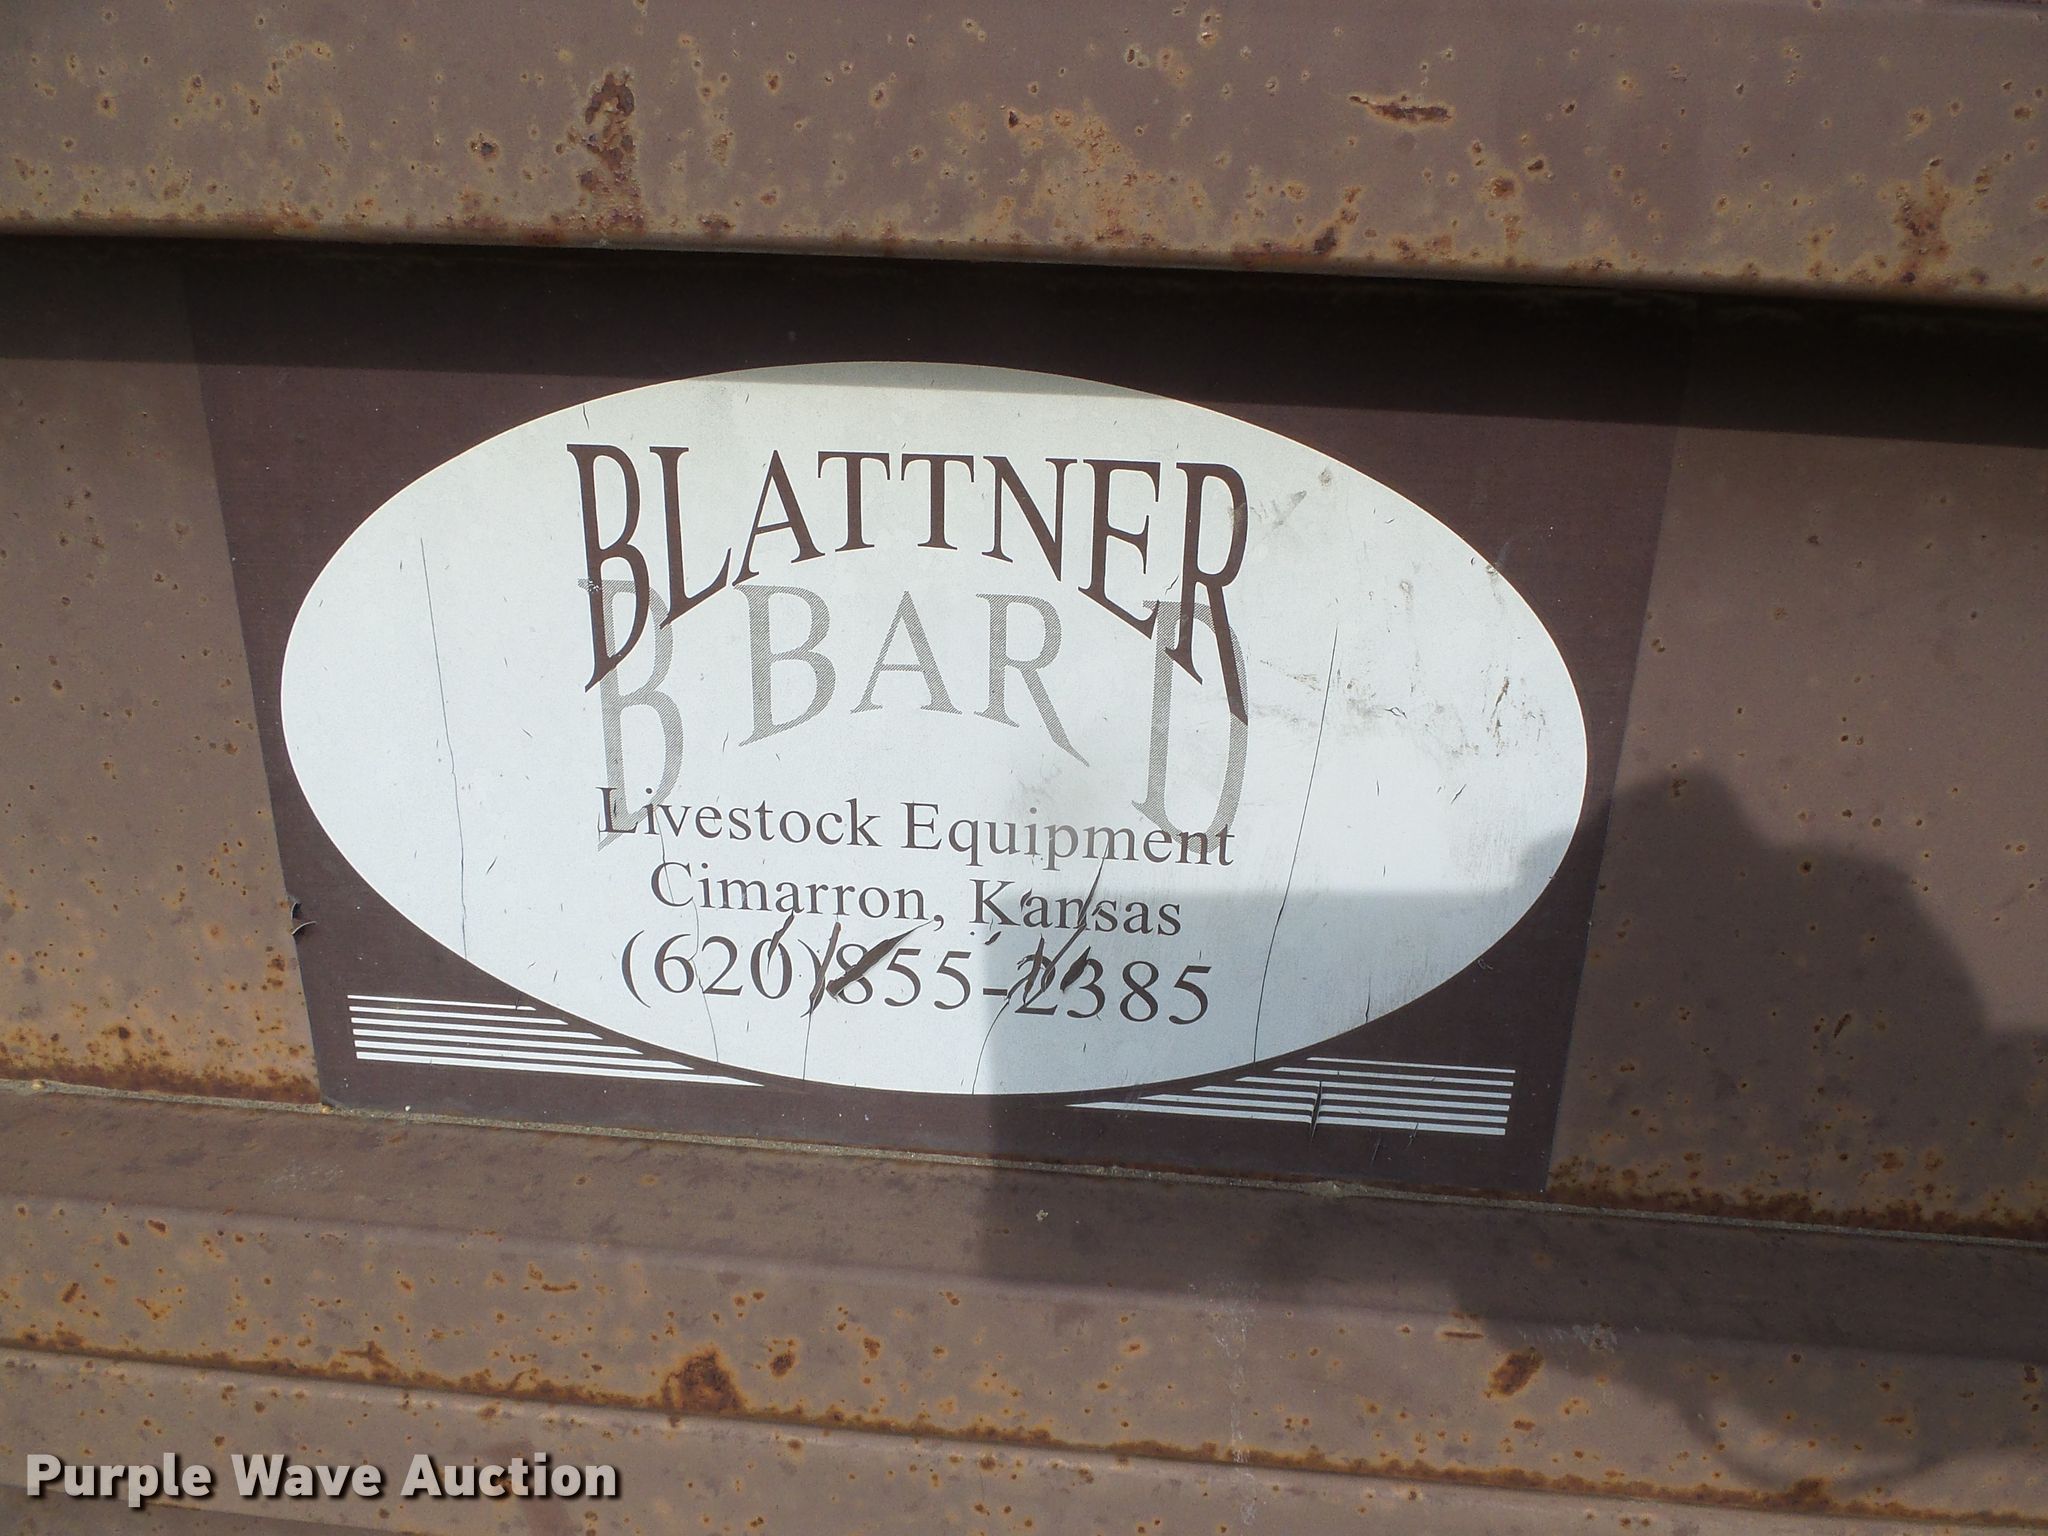 BLATTNER
B BAR D
Livestock Equipment
Cimarron, Kansas
(620)855-2385
Purple Wave Auction